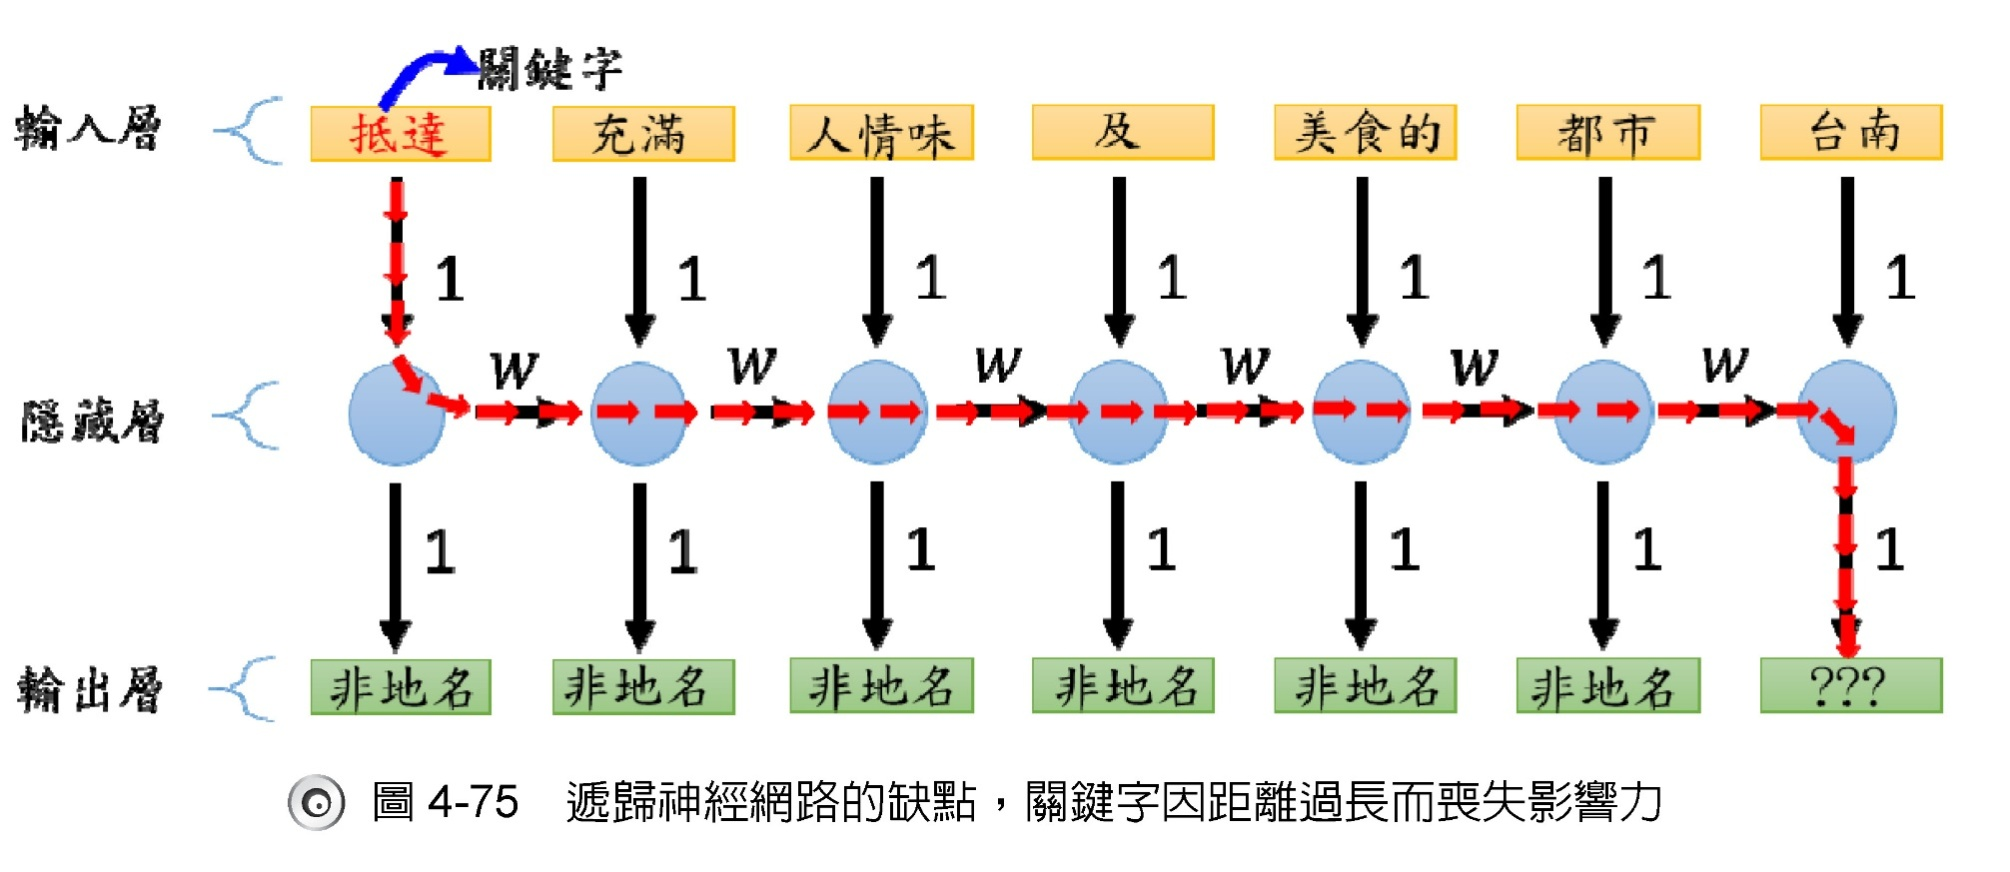 關鍵字
輸入層 抵達 充滿 人情味 及 美食的 都市 台南
1 1 1 1 1 1 1
w w w w w w
隱藏層
1 1 1 1 1 1 1
輸出層 非地名 非地名 非地名 非地名 非地名 非地名 ???
圖 4-75 遞歸神經網路的缺點，關鍵字因距離過長而喪失影響力